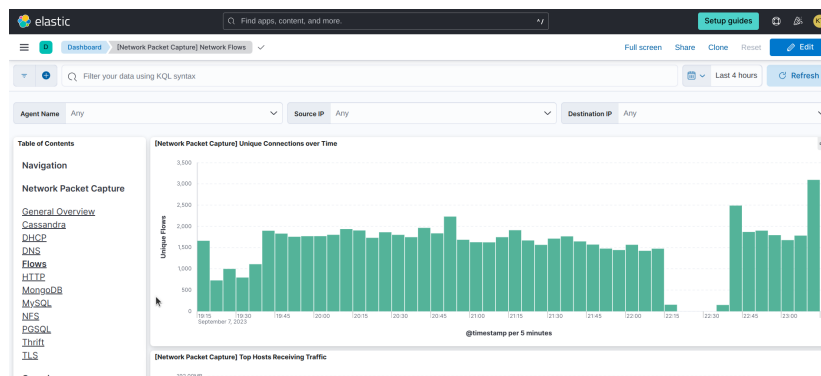 elastic
Find apps, content, and more.
^/
Setup guides
D
Dashboard
[Network Packet Capture] Network Flows
Full screen
Share
Clone
Reset
Edit
Filter your data using KQL syntax
Last 4 hours
Refresh
Agent Name Any
Source IP Any
Destination IP Any
Table of Contents
Navigation
Network Packet Capture
General Overview
Cassandra
DHCP
DNS
Flows
HTTP
MongoDB
MySQL
NFS
PGSQL
Thrift
TLS
[Network Packet Capture] Unique Connections over Time
Unique Flows
3,500
3,000
2,500
2,000
1,500
1,000
500
0
19:15 19:30 19:45 20:00 20:15 20:30 20:45 21:00 21:15 21:30 21:45 22:00 22:15 22:30 22:45 23:00
September 7, 2023
@timestamp per 5 minutes
[Network Packet Capture] Top Hosts Receiving Traffic